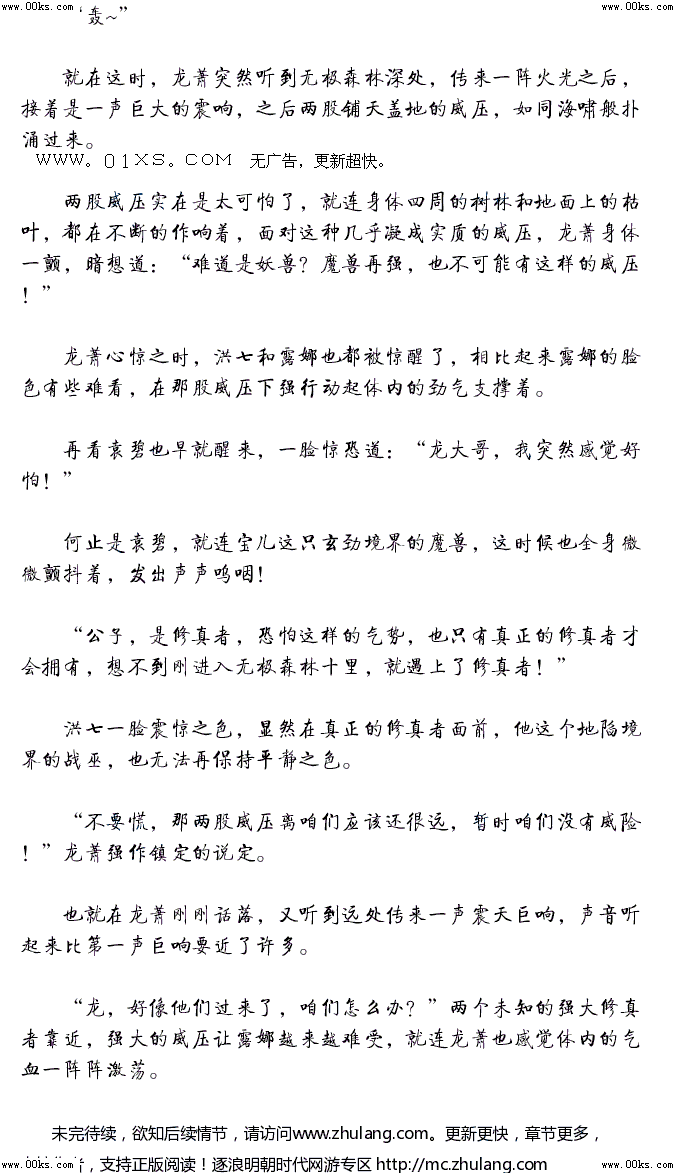 www.00ks.com
www.00ks.com
“轰~”
就在这时，龙萧突然听到无极森林深处，传来一阵火光之后，
接着是一声巨大的震响，之后两股铺天盖地的威压，如同海啸般扑
涌过来。
WWW。01XS。COM 无广告，更新超快。
两股威压实在是太可怕了，就连身体四周的树林和地面上的枯
叶，都在不断的作响着，面对这种几乎凝成实质的威压，龙萧身体
一颤，暗想道：“难道是妖兽？魔兽再强，也不可能有这样的威压
！”
龙萧心惊之时，洪七和露娜也都被惊醒了，相比起来露娜的脸
色有些难看，在那股威压下强行动起体内的劲气支撑着。
再看袁碧也早就醒来，一脸惊恐道：“龙大哥，我突然感觉好
怕！”
何止是袁碧，就连宝儿这只玄劲境界的魔兽，这时候也全身微
微颤抖着，发出声声呜咽！
“公子，是修真者，恐怕这样的气势，也只有真正的修真者才
会拥有，想不到刚进入无极森林十里，就遇上了修真者！”
洪七一脸震惊之色，显然在真正的修真者面前，他这个地陷境
界的战巫，也无法再保持平静之色。
“不要慌，那两股威压离咱们应该还很远，暂时咱们没有威险
！”龙萧强作镇定的说定。
也就在龙萧刚刚话落，又听到远处传来一声震天巨响，声音听
起来比第一声巨响要近了许多。
“龙，好像他们过来了，咱们怎么办？”两个未知的强大修真
者靠近，强大的威压让露娜越来越难受，就连龙萧也感觉体内的气
血一阵阵激荡。
未完待续，欲知后续情节，请访问www.zhulang.com。更新更快，章节更多，
，支持正版阅读！逐浪明朝时代网游专区 http://mc.zhulang.com
www.00ks.com
www.00ks.com